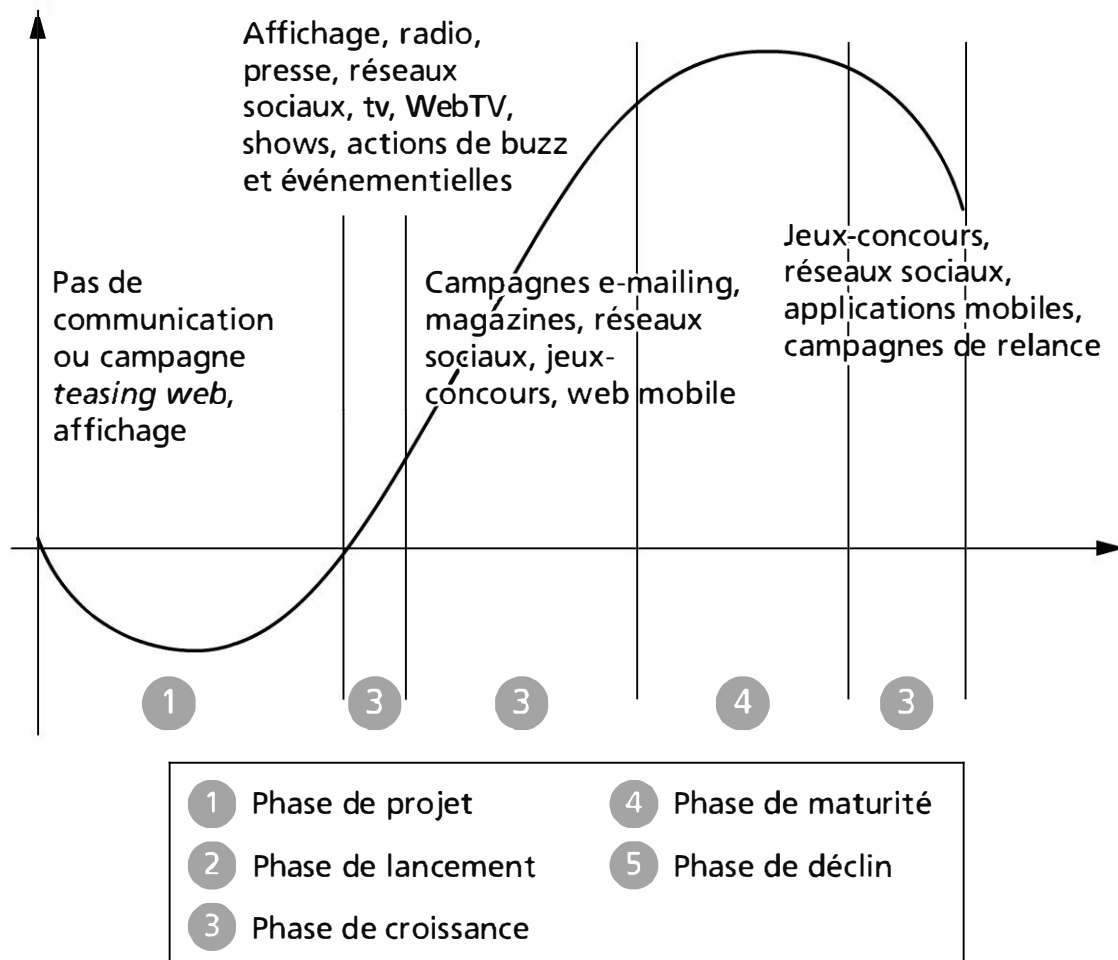 Affichage, radio,
presse, réseaux
sociaux, tv, WebTV,
shows, actions de buzz
et événementielles
Pas de
communication
ou campagne
teasing web,
affichage
Campagnes e-mailing,
magazines, réseaux
sociaux, jeux-
concours, web mobile
Jeux-concours,
réseaux sociaux,
applications mobiles,
campagnes de relance
1
3
3
4
3
1 Phase de projet
2 Phase de lancement
3 Phase de croissance
4 Phase de maturité
5 Phase de déclin